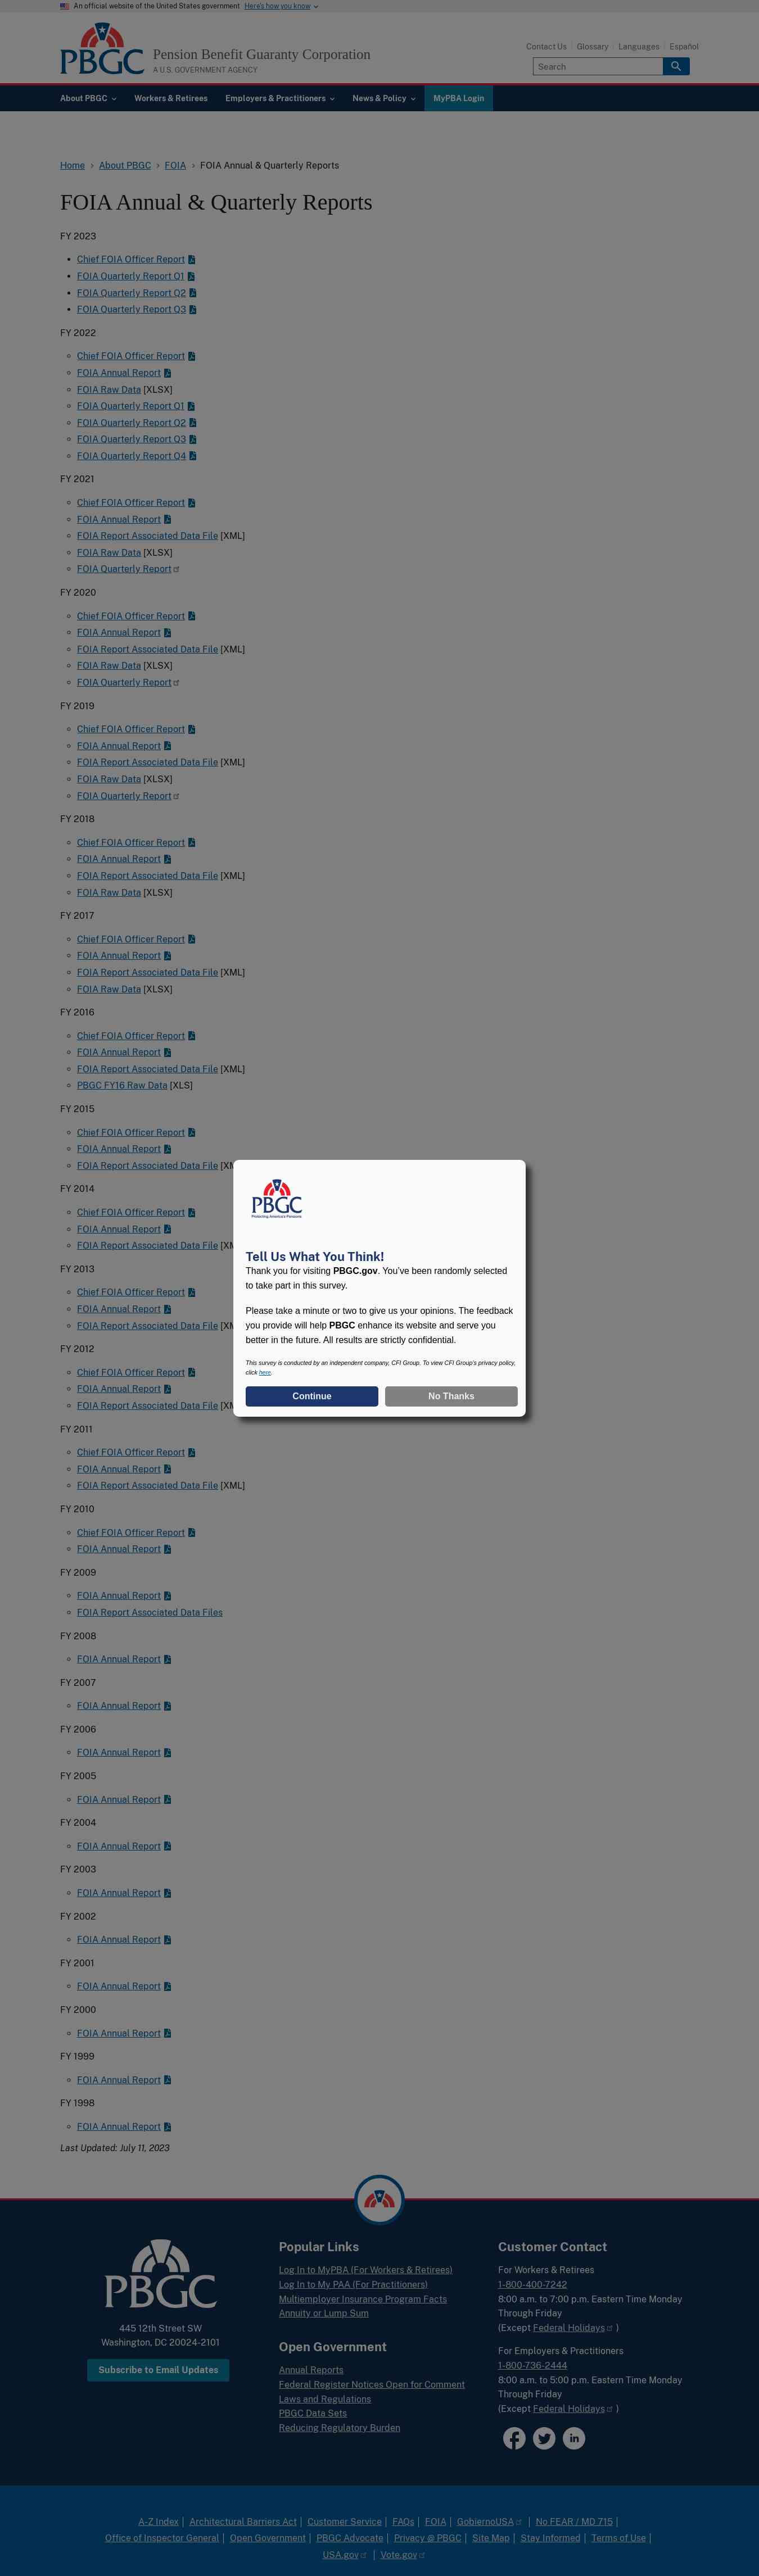 An official website of the United States government Here's how you know
PBGC
Pension Benefit Guaranty Corporation
A U.S. GOVERNMENT AGENCY
Contact Us Glossary Languages Español
Search
About PBGC Workers & Retirees Employers & Practitioners News & Policy MyPBA Login
Home About PBGC FOIA FOIA Annual & Quarterly Reports
FOIA Annual & Quarterly Reports
FY 2023
Chief FOIA Officer Report
FOIA Quarterly Report Q1
FOIA Quarterly Report Q2
FOIA Quarterly Report Q3
FY 2022
Chief FOIA Officer Report
FOIA Annual Report
FOIA Raw Data [XLSX]
FOIA Quarterly Report Q1
FOIA Quarterly Report Q2
FOIA Quarterly Report Q3
FOIA Quarterly Report Q4
FY 2021
Chief FOIA Officer Report
FOIA Annual Report
FOIA Report Associated Data File [XML]
FOIA Raw Data [XLSX]
FOIA Quarterly Report
FY 2020
Chief FOIA Officer Report
FOIA Annual Report
FOIA Report Associated Data File [XML]
FOIA Raw Data [XLSX]
FOIA Quarterly Report
FY 2019
Chief FOIA Officer Report
FOIA Annual Report
FOIA Report Associated Data File [XML]
FOIA Raw Data [XLSX]
FOIA Quarterly Report
FY 2018
Chief FOIA Officer Report
FOIA Annual Report
FOIA Report Associated Data File [XML]
FOIA Raw Data [XLSX]
FY 2017
Chief FOIA Officer Report
FOIA Annual Report
FOIA Report Associated Data File [XML]
FOIA Raw Data [XLSX]
FY 2016
Chief FOIA Officer Report
FOIA Annual Report
FOIA Report Associated Data File [XML]
PBGC FY16 Raw Data [XLS]
FY 2015
Chief FOIA Officer Report
FOIA Annual Report
FOIA Report Associated Data File
FY 2014
Chief FOIA Officer Report
FOIA Annual Report
FOIA Report Associated Data File
FY 2013
Chief FOIA Officer Report
FOIA Annual Report
FOIA Report Associated Data File
FY 2012
Chief FOIA Officer Report
FOIA Annual Report
FOIA Report Associated Data File
PBGC
Protecting America's Pensions
Tell Us What You Think!
Thank you for visiting PBGC.gov. You've been randomly selected
to take part in this survey.
Please take a minute or two to give us your opinions. The feedback
you provide will help PBGC enhance its website and serve you
better in the future. All results are strictly confidential.
This survey is conducted by an independent company, CFI Group. To view CFI Group's privacy policy,
click here.
Continue No Thanks
FY 2011
Chief FOIA Officer Report
FOIA Annual Report
FOIA Report Associated Data File [XML]
FY 2010
Chief FOIA Officer Report
FOIA Annual Report
FY 2009
FOIA Annual Report
FOIA Report Associated Data Files
FY 2008
FOIA Annual Report
FY 2007
FOIA Annual Report
FY 2006
FOIA Annual Report
FY 2005
FOIA Annual Report
FY 2004
FOIA Annual Report
FY 2003
FOIA Annual Report
FY 2002
FOIA Annual Report
FY 2001
FOIA Annual Report
FY 2000
FOIA Annual Report
FY 1999
FOIA Annual Report
FY 1998
FOIA Annual Report
Last Updated: July 11, 2023
PBGC
445 12th Street SW
Washington, DC 20024-2101
Subscribe to Email Updates
Popular Links
Log In to MyPBA (For Workers & Retirees)
Log In to My PAA (For Practitioners)
Multiemployer Insurance Program Facts
Annuity or Lump Sum
Open Government
Annual Reports
Federal Register Notices Open for Comment
Laws and Regulations
PBGC Data Sets
Reducing Regulatory Burden
Customer Contact
For Workers & Retirees
1-800-400-7242
8:00 a.m. to 7:00 p.m. Eastern Time Monday
Through Friday
(Except Federal Holidays )
For Employers & Practitioners
1-800-736-2444
8:00 a.m. to 5:00 p.m. Eastern Time Monday
Through Friday
(Except Federal Holidays )
A-Z Index | Architectural Barriers Act | Customer Service | FAQs | FOIA | GobiernoUSA | No FEAR / MD 715 |
Office of Inspector General | Open Government | PBGC Advocate | Privacy @ PBGC | Site Map | Stay Informed | Terms of Use |
USA.gov | Vote.gov